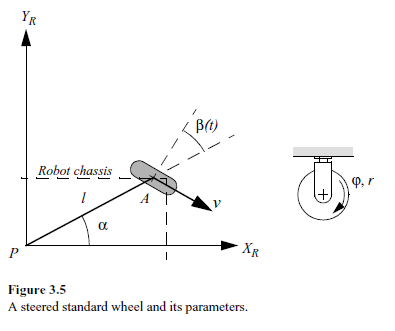 Y_R
β(t)
Robot chassis
φ, r
l
A
v
α
P
X_R
Figure 3.5
A steered standard wheel and its parameters.